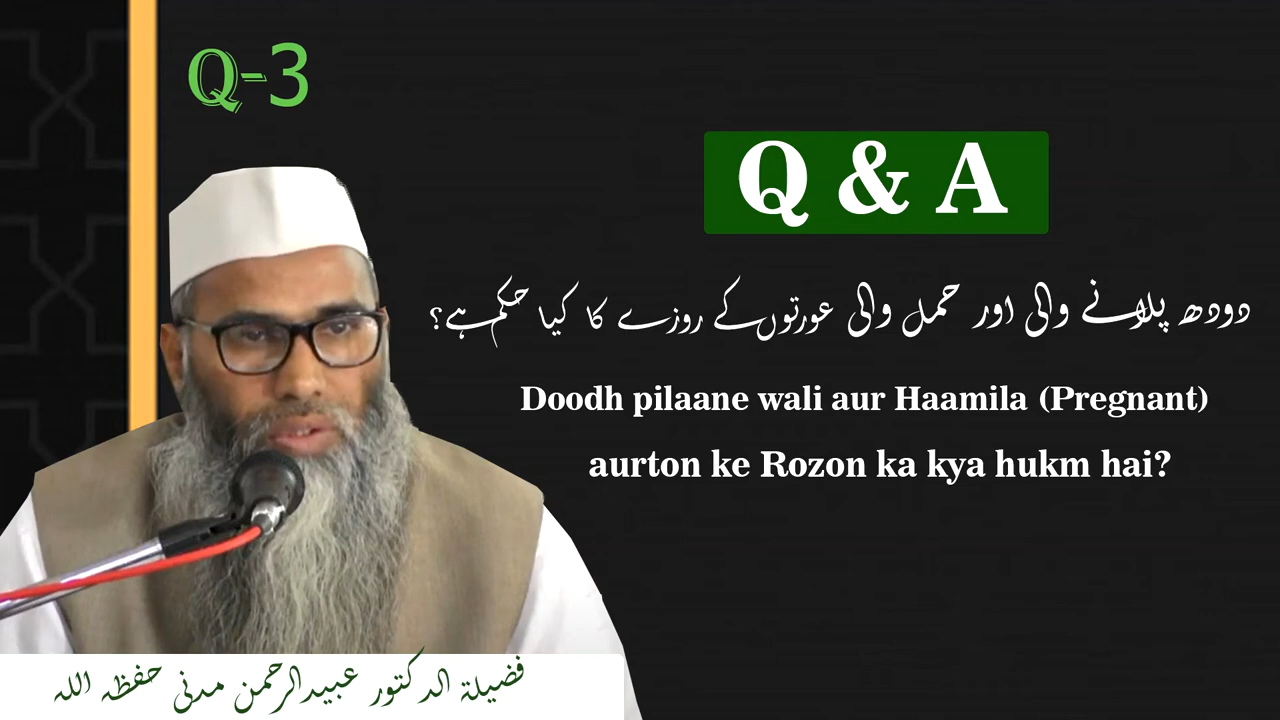 Q-3
Q & A
دودھ پلانے والی اور حمل والی عورتوں کے روزے کا کیا حکم ہے؟
Doodh pilaane wali aur Haamila (Pregnant)
aurton ke Rozon ka kya hukm hai?
فضیلۃ الدکتور عبیدالرحمن مدنی حفظہ اللہ